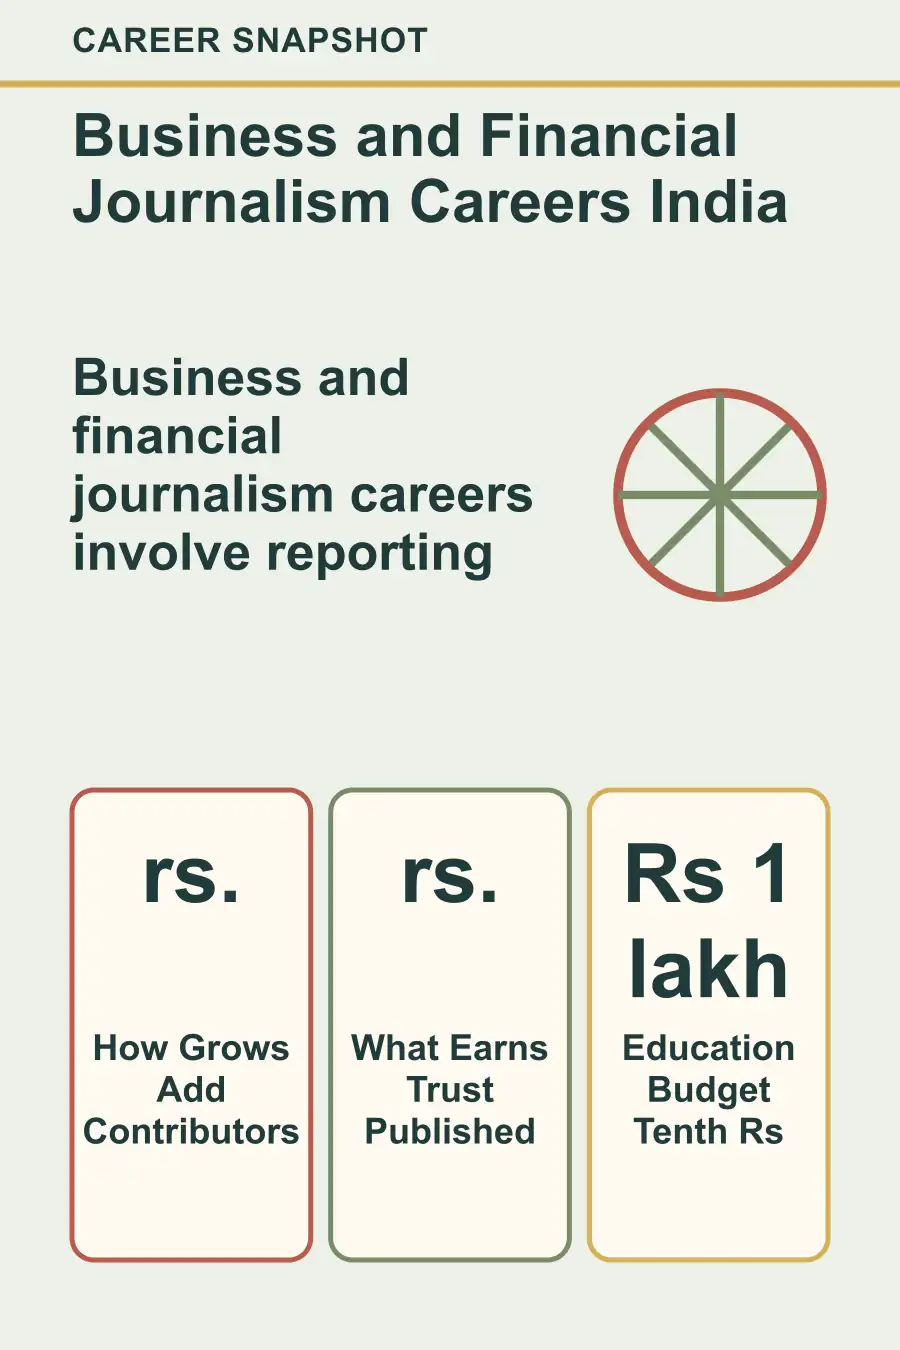 CAREER SNAPSHOT
Business and Financial
Journalism Careers India
Business and
financial
journalism careers
involve reporting
rs.
How Grows
Add
Contributors
rs.
What Earns
Trust
Published
Rs 1
lakh
Education
Budget
Tenth Rs